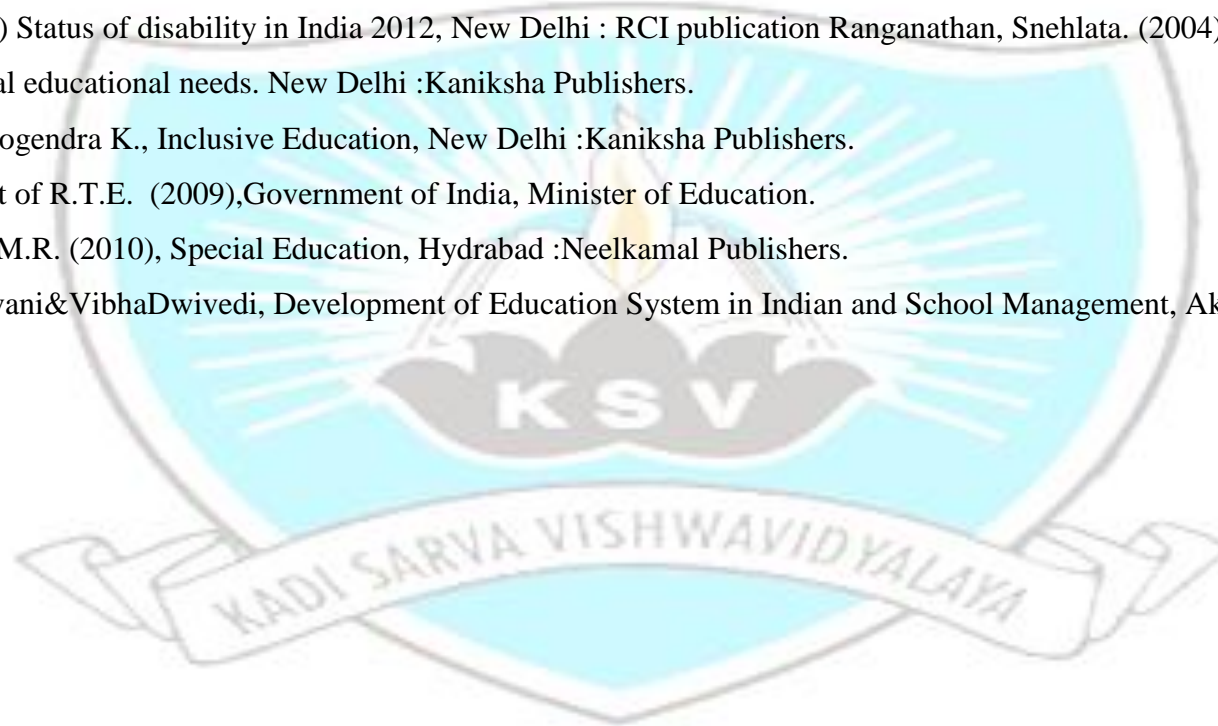 ) Status of disability in India 2012, New Delhi : RCI publication Ranganathan, Snehlata. (2004)
al educational needs. New Delhi :Kaniksha Publishers.
ogendra K., Inclusive Education, New Delhi :Kaniksha Publishers.
t of R.T.E. (2009),Government of India, Minister of Education.
M.R. (2010), Special Education, Hydrabad :Neelkamal Publishers.
vani&VibhaDwivedi, Development of Education System in Indian and School Management, Ak
KSV
KADI SARVA VISHWAVIDYALAYA